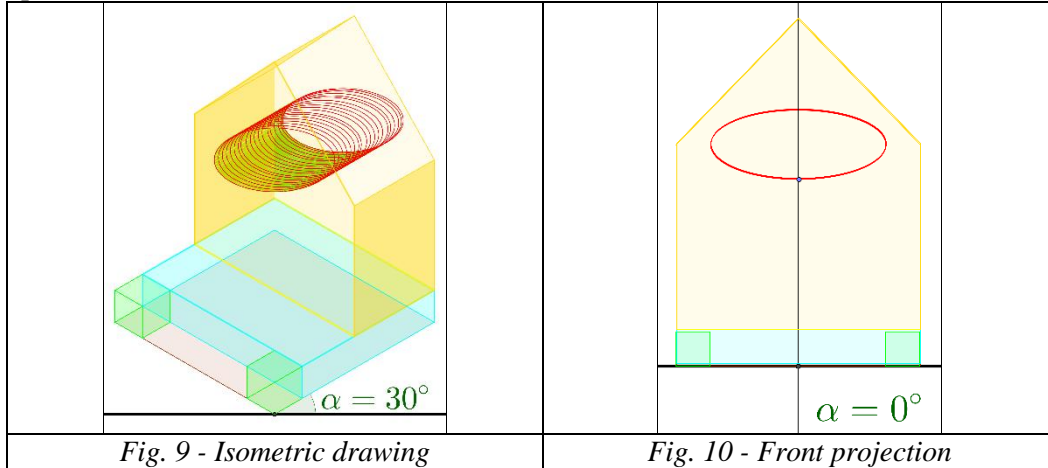 α = 30°
α = 0°
Fig. 9 - Isometric drawing
Fig. 10 - Front projection